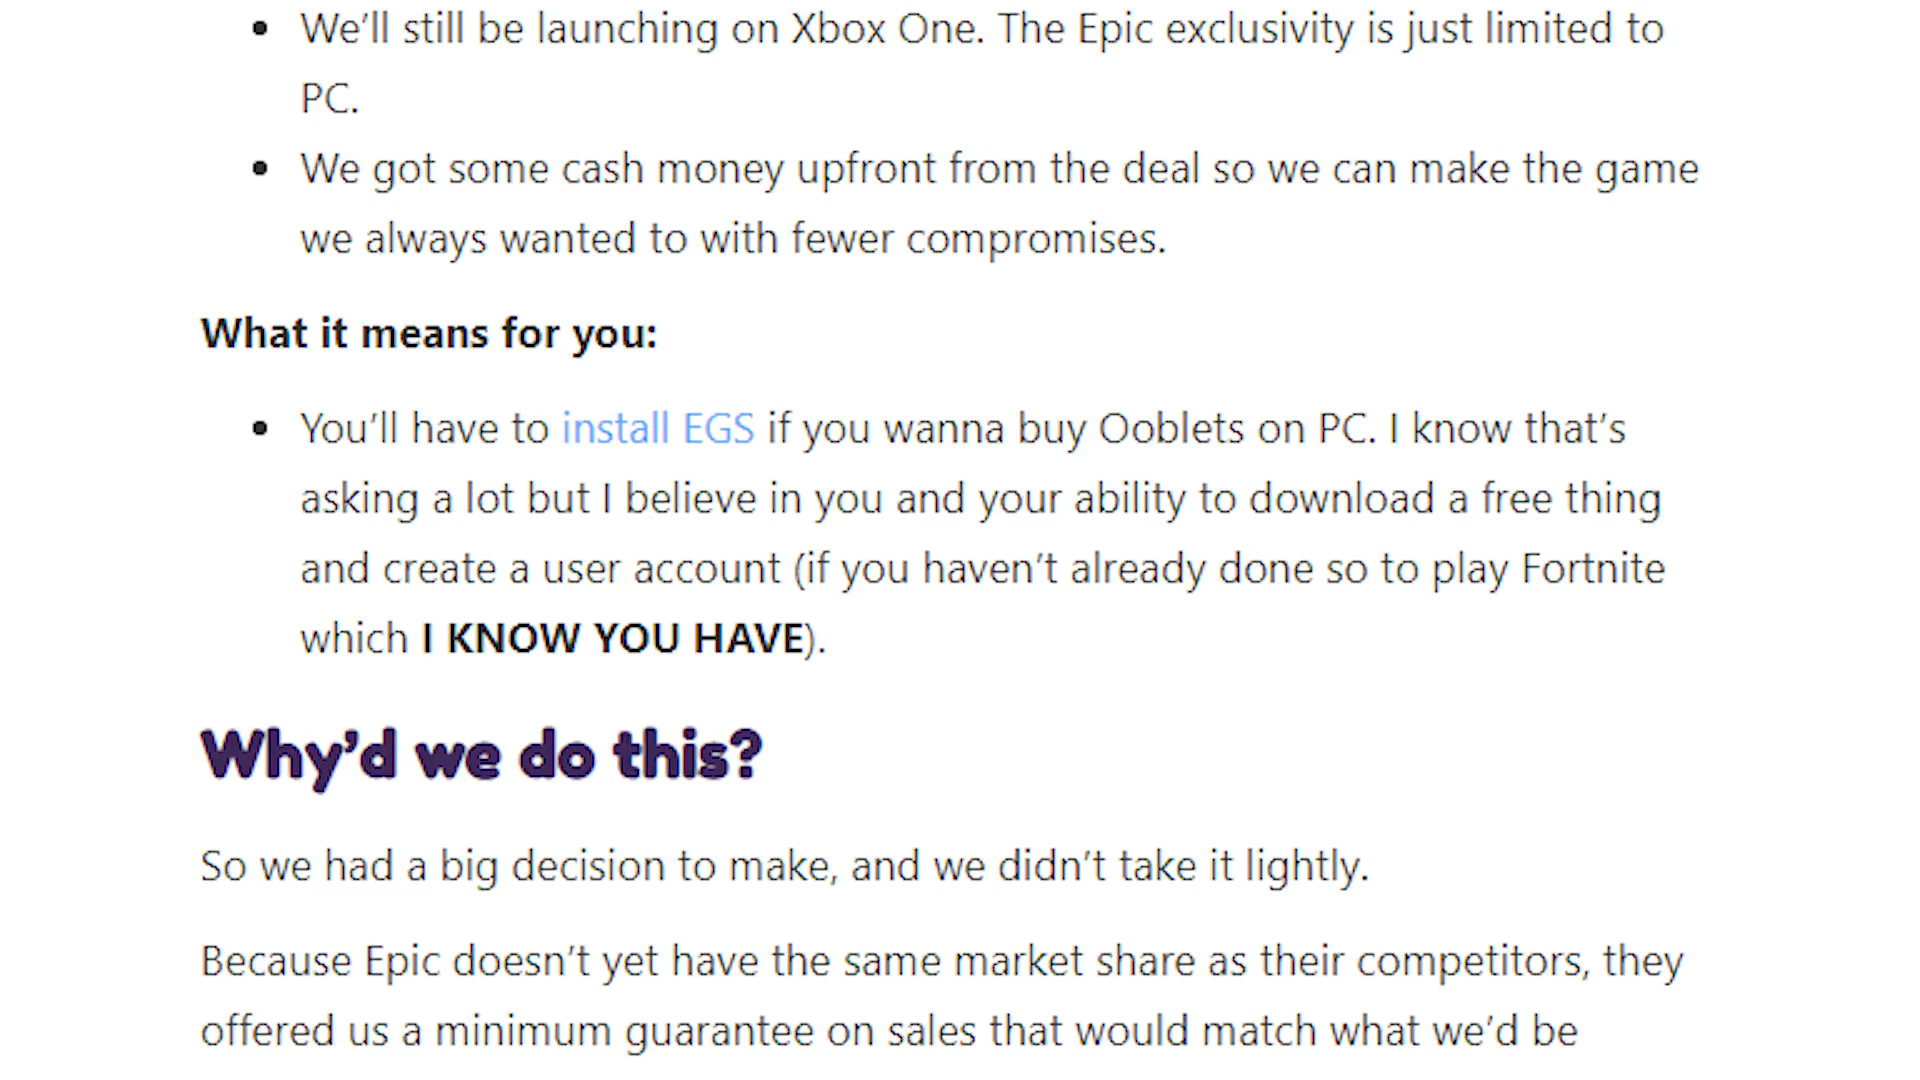 • We’ll still be launching on Xbox One. The Epic exclusivity is just limited to
PC.
• We got some cash money upfront from the deal so we can make the game
we always wanted to with fewer compromises.
What it means for you:
• You’ll have to install EGS if you wanna buy Ooblets on PC. I know that’s
asking a lot but I believe in you and your ability to download a free thing
and create a user account (if you haven’t already done so to play Fortnite
which I KNOW YOU HAVE).
Why’d we do this?
So we had a big decision to make, and we didn’t take it lightly.
Because Epic doesn’t yet have the same market share as their competitors, they
offered us a minimum guarantee on sales that would match what we’d be